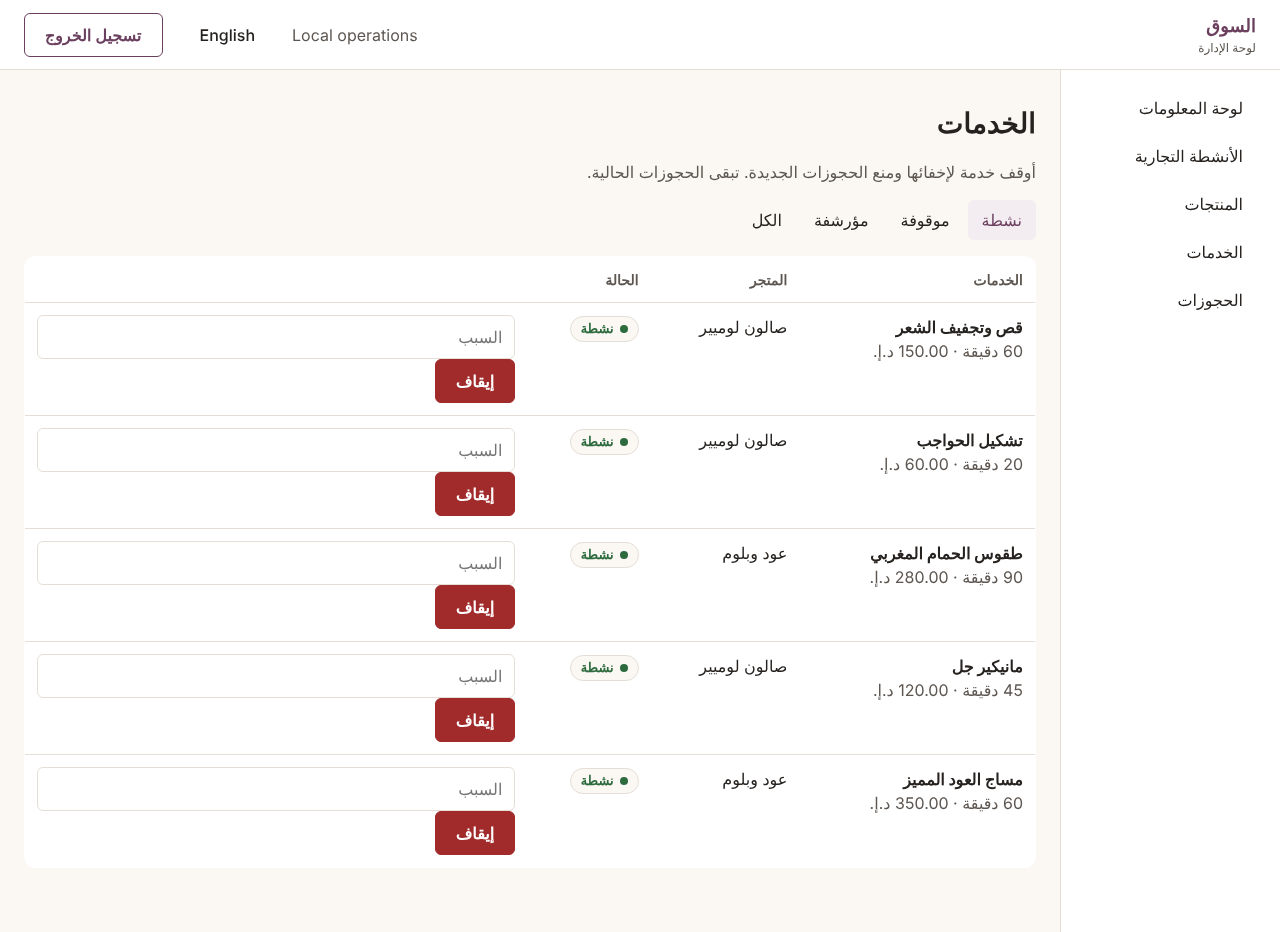 السوق
لوحة الإدارة
Local operations
English
تسجيل الخروج
لوحة المعلومات
الأنشطة التجارية
المنتجات
الخدمات
الحجوزات
الخدمات
أوقف خدمة لإخفائها ومنع الحجوزات الجديدة. تبقى الحجوزات الحالية.
نشطة موقوفة مؤرشفة الكل
الخدمات المتجر الحالة
قص وتجفيف الشعر صالون لوميير نشطة السبب
60 دقيقة · 150.00 د.إ.
إيقاف
تشكيل الحواجب صالون لوميير نشطة السبب
20 دقيقة · 60.00 د.إ.
إيقاف
طقوس الحمام المغربي عود وبلوم نشطة السبب
90 دقيقة · 280.00 د.إ.
إيقاف
مانيكير جل صالون لوميير نشطة السبب
45 دقيقة · 120.00 د.إ.
إيقاف
مساج العود المميز عود وبلوم نشطة السبب
60 دقيقة · 350.00 د.إ.
إيقاف